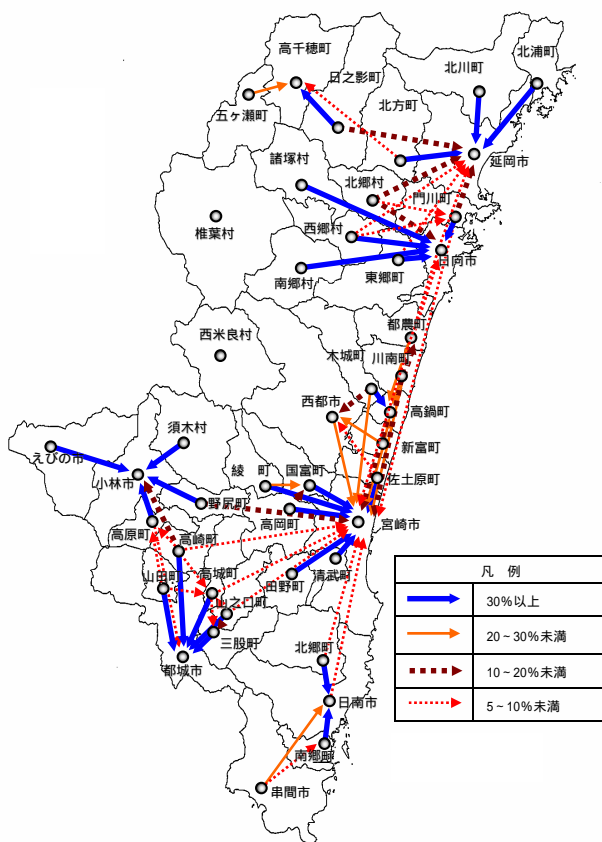 高千穂町
日之影町
北川町
北浦町
五ヶ瀬町
北方町
延岡市
諸塚村
北郷村
門川町
椎葉村
西郷村
日向市
南郷村
東郷町
西米良村
都農町
木城町
川南町
西都市
高鍋町
須木村
新富町
えびの市
小林市
綾 町
国富町
佐土原町
野尻町
高岡町
宮崎市
高原町
高崎町
山田町
高城町
田野町
清武町
山之口町
三股町
都城市
北郷町
日南市
南郷町
串間市
凡 例
30%以上
20~30%未満
10~20%未満
5~10%未満